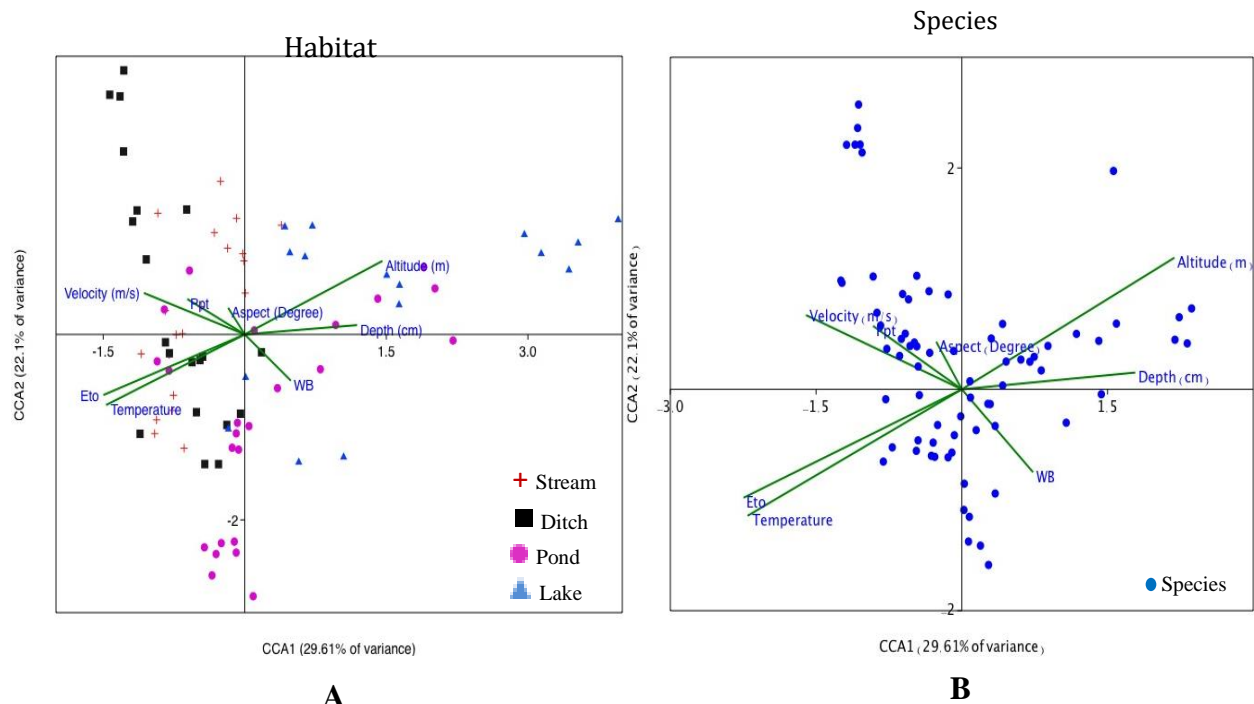 Habitat
Species
CCA2 (22.1% of variance)
Altitude (m)
Velocity (m/s)
Ppt
Aspect (Degree)
Depth (cm)
-1.5
1.5
3.0
WB
Eto
Temperature
-2
Stream
Ditch
Pond
Lake
CCA1 (29.61% of variance)
A
CCA2 (22.1% of variance)
2
Altitude (m)
Velocity (m/s)
Ppt
Aspect (Degree)
Depth (cm)
-3.0
-1.5
1.5
WB
Eto
Temperature
Species
-2
CCA1 (29.61% of variance)
B